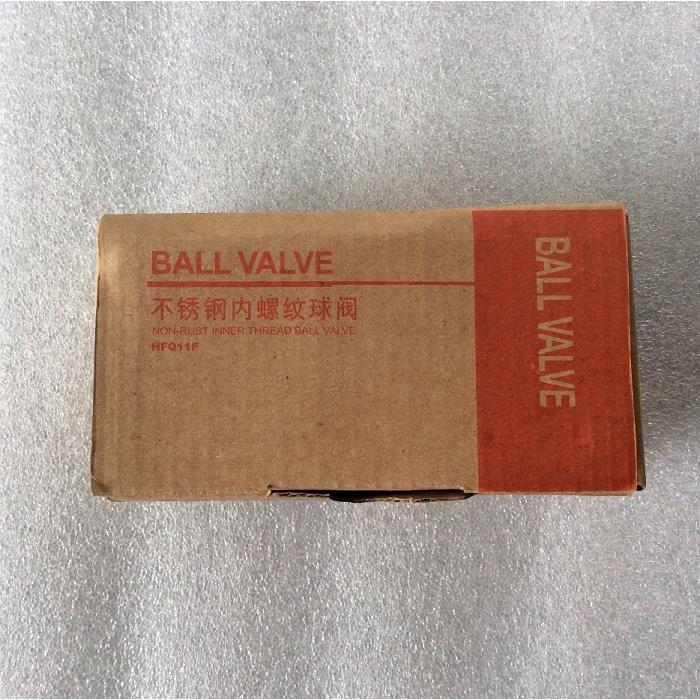 BALL VALVE
不锈钢内螺纹球阀
NON-RUST INNER THREAD BALL VALVE
HFQ11F
BALL VALVE